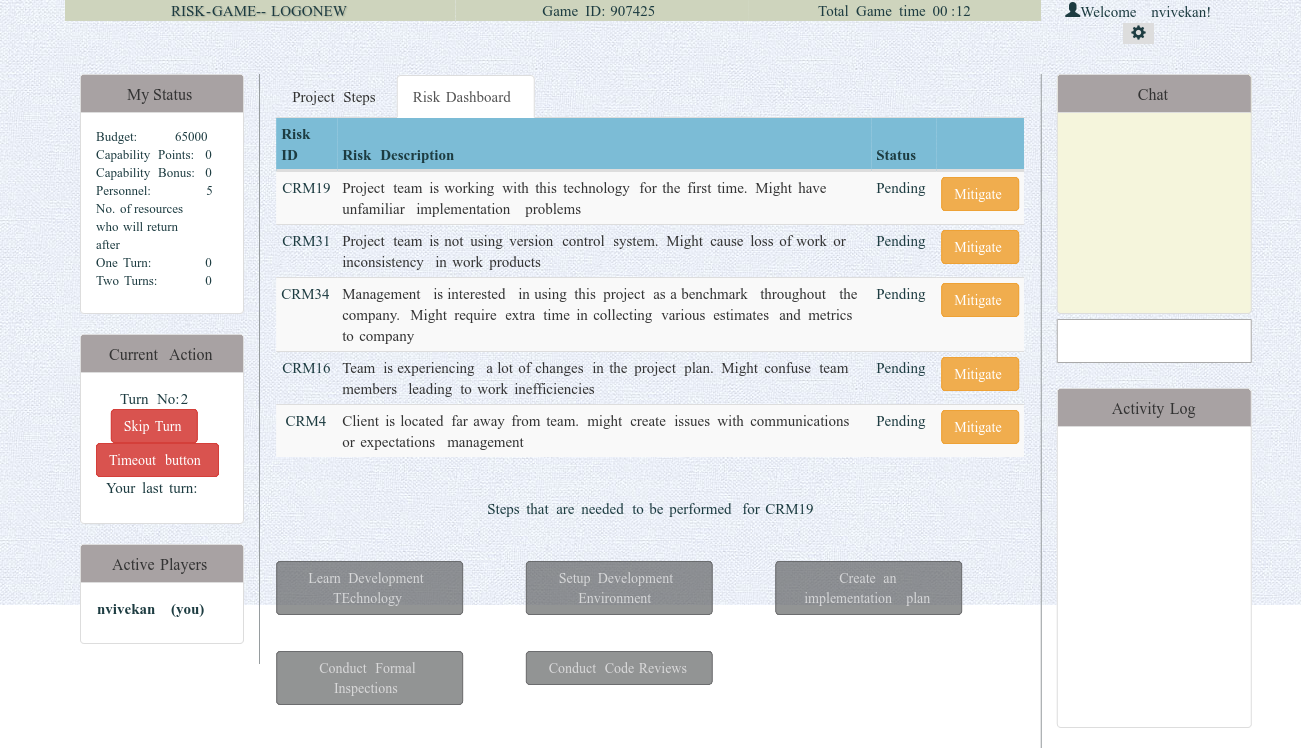 RISK-GAME-- LOGONEW Game ID: 907425 Total Game time 00:12 Welcome nvivekan!
My Status
Budget: 65000
Capability Points: 0
Capability Bonus: 0
Personnel: 5
No. of resources
who will return
after
One Turn: 0
Two Turns: 0
Current Action
Turn No:2
Skip Turn
Timeout button
Your last turn:
Active Players
nvivekan (you)
Project Steps Risk Dashboard
Risk
ID Risk Description Status
CRM19 Project team is working with this technology for the first time. Might have Pending Mitigate
unfamiliar implementation problems
CRM31 Project team is not using version control system. Might cause loss of work or Pending Mitigate
inconsistency in work products
CRM34 Management is interested in using this project as a benchmark throughout the Pending Mitigate
company. Might require extra time in collecting various estimates and metrics
to company
CRM16 Team is experiencing a lot of changes in the project plan. Might confuse team Pending Mitigate
members leading to work inefficiencies
CRM4 Client is located far away from team. might create issues with communications Pending Mitigate
or expectations management
Steps that are needed to be performed for CRM19
Learn Development
TEchnology
Setup Development
Environment
Create an
implementation plan
Conduct Formal
Inspections
Conduct Code Reviews
Chat
Activity Log